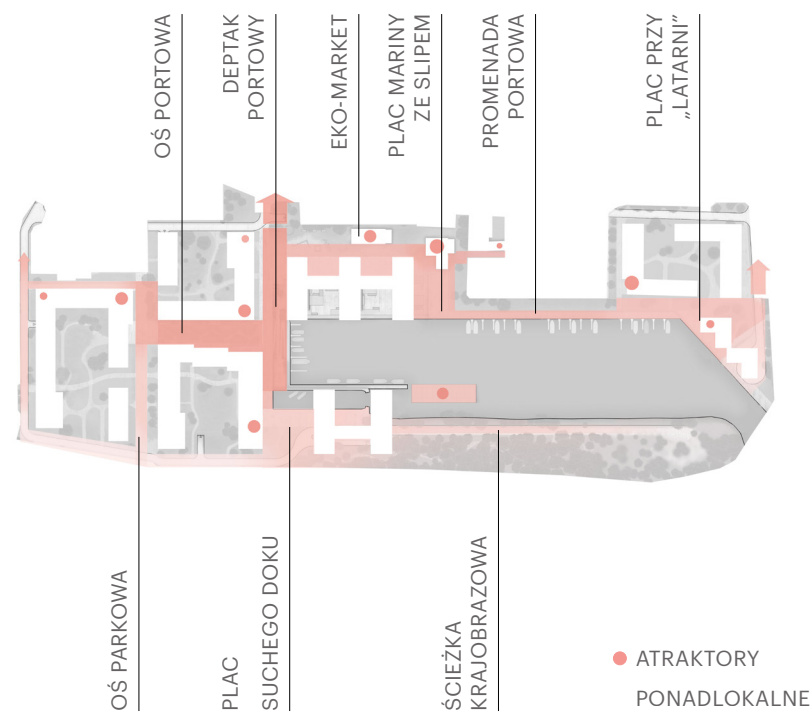 OŚ PORTOWA
DEPTAK
PORTOWY
EKO-MARKET
PLAC MARINY
ZE SLIPEM
PROMENADA
PORTOWA
PLAC PRZY
„LATARNI”
OŚ PARKOWA
PLAC
SUCHEGO DOKU
ŚCIEŻKA
KRAJOBRAZOWA
ATRAKTORY
PONADLOKALNE